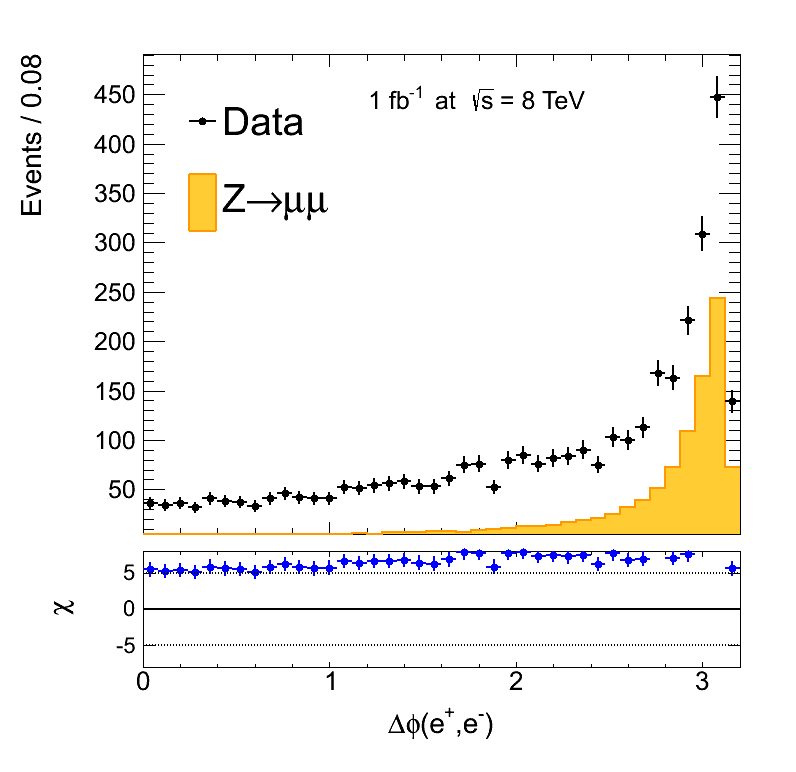 Events / 0.08
450
400
350
300
250
200
150
100
50
1 fb⁻¹ at √s = 8 TeV
Data
Z→μμ
χ
5
0
-5
0 1 2 3
Δϕ(e⁺,e⁻)